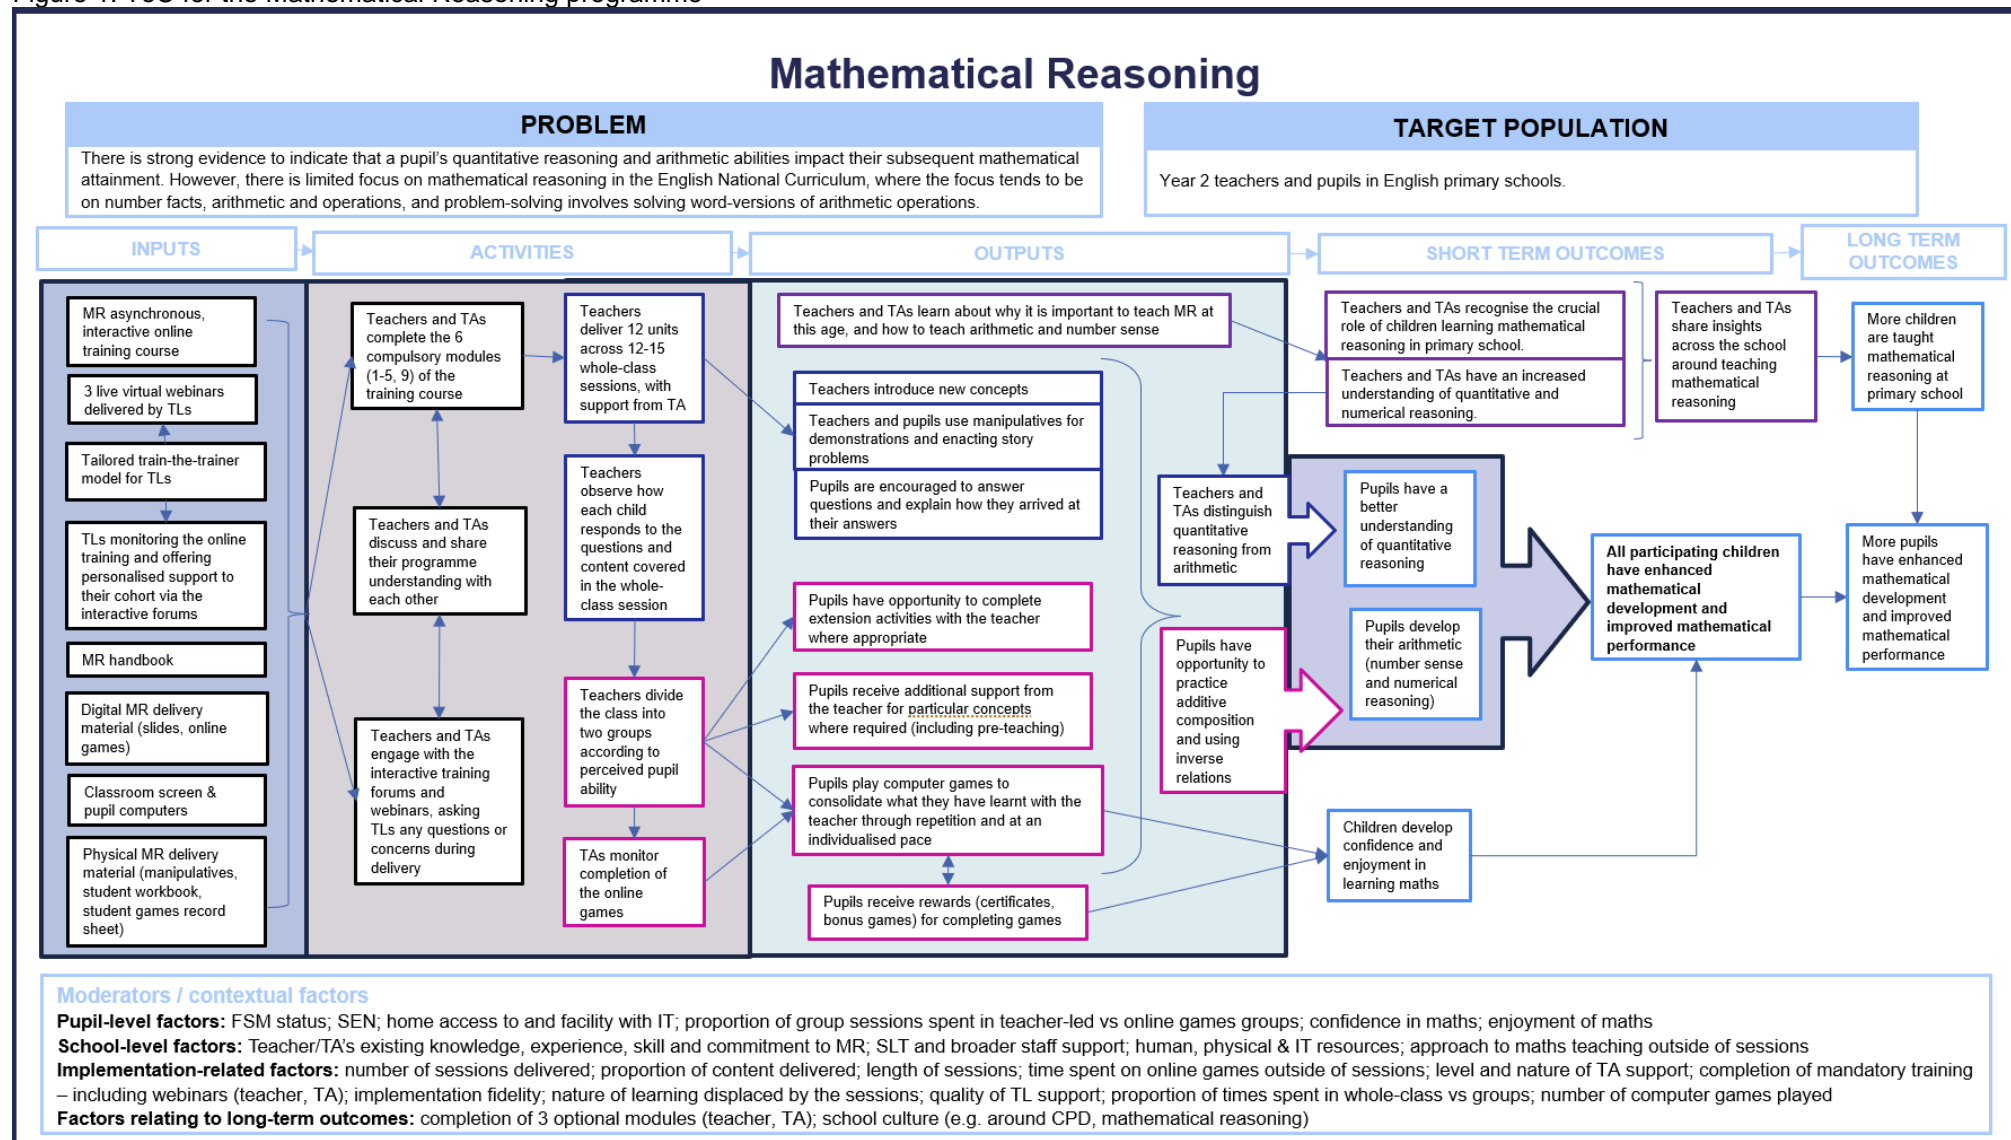 Figure 1: ToC for the Mathematical Reasoning programme
Mathematical Reasoning
PROBLEM
There is strong evidence to indicate that a pupil's quantitative reasoning and arithmetic abilities impact their subsequent mathematical
attainment. However, there is limited focus on mathematical reasoning in the English National Curriculum, where the focus tends to be
on number facts, arithmetic and operations, and problem-solving involves solving word-versions of arithmetic operations.
TARGET POPULATION
Year 2 teachers and pupils in English primary schools.
INPUTS
ACTIVITIES
OUTPUTS
SHORT TERM OUTCOMES
LONG TERM
OUTCOMES
MR asynchronous,
interactive online
training course
3 live virtual webinars
delivered by TLs
Tailored train-the-trainer
model for TLs
TLs monitoring the online
training and offering
personalised support to
their cohort via the
interactive forums
MR handbook
Digital MR delivery
material (slides, online
games)
Classroom screen &
pupil computers
Physical MR delivery
material (manipulatives,
student workbook,
student games record
sheet)
Teachers and TAs
complete the 6
compulsory modules
(1-5, 9) of the
training course
Teachers and TAs
discuss and share
their programme
understanding with
each other
Teachers and TAs
engage with the
interactive training
forums and
webinars, asking
TLs any questions or
concerns during
delivery
Teachers
deliver 12 units
across 12-15
whole-class
sessions, with
support from TA
Teachers
observe how
each child
responds to the
questions and
content covered
in the whole-
class session
Teachers divide
the class into
two groups
according to
perceived pupil
ability
TAs monitor
completion of
the online
games
Teachers and TAs learn about why it is important to teach MR at
this age, and how to teach arithmetic and number sense
Teachers introduce new concepts
Teachers and pupils use manipulatives for
demonstrations and enacting story
problems
Pupils are encouraged to answer
questions and explain how they arrived at
their answers
Pupils have opportunity to complete
extension activities with the teacher
where appropriate
Pupils receive additional support from
the teacher for particular concepts
where required (including pre-teaching)
Pupils play computer games to
consolidate what they have learnt with the
teacher through repetition and at an
individualised pace
Pupils receive rewards (certificates,
bonus games) for completing games
Teachers and
TAs distinguish
quantitative
reasoning from
arithmetic
Pupils have
opportunity to
practice
additive
composition
and using
inverse
relations
Teachers and TAs recognise the crucial
role of children learning mathematical
reasoning in primary school.
Teachers and TAs have an increased
understanding of quantitative and
numerical reasoning.
Teachers and TAs
share insights
across the school
around teaching
mathematical
reasoning
Pupils have a
better
understanding
of quantitative
reasoning
Pupils develop
their arithmetic
(number sense
and numerical
reasoning)
Children develop
confidence and
enjoyment in
learning maths
All participating children
have enhanced
mathematical
development and
improved mathematical
performance
More children
are taught
mathematical
reasoning at
primary school
More pupils
have enhanced
mathematical
development
and improved
mathematical
performance
Moderators / contextual factors
Pupil-level factors: FSM status; SEN; home access to and facility with IT; proportion of group sessions spent in teacher-led vs online games groups; confidence in maths; enjoyment of maths
School-level factors: Teacher/TA's existing knowledge, experience, skill and commitment to MR; SLT and broader staff support; human, physical & IT resources; approach to maths teaching outside of sessions
Implementation-related factors: number of sessions delivered; proportion of content delivered; length of sessions; time spent on online games outside of sessions; level and nature of TA support; completion of mandatory training
– including webinars (teacher, TA); implementation fidelity; nature of learning displaced by the sessions; quality of TL support; proportion of times spent in whole-class vs groups; number of computer games played
Factors relating to long-term outcomes: completion of 3 optional modules (teacher, TA); school culture (e.g. around CPD, mathematical reasoning)